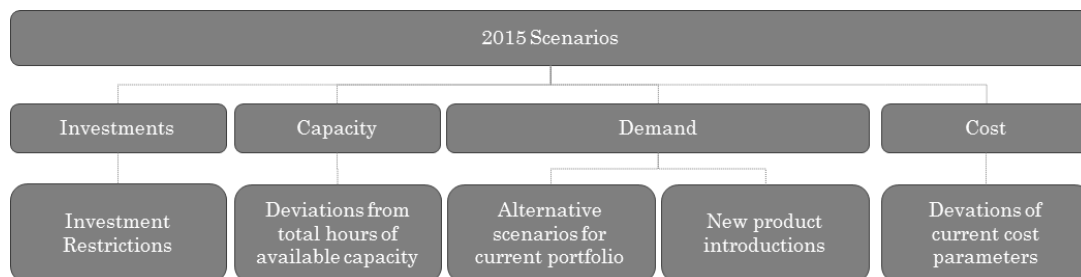 2015 Scenarios
Investments
Capacity
Demand
Cost
Investment
Restrictions
Deviations from
total hours of
available capacity
Alternative
scenarios for
current portfolio
New product
introductions
Devations of
current cost
parameters